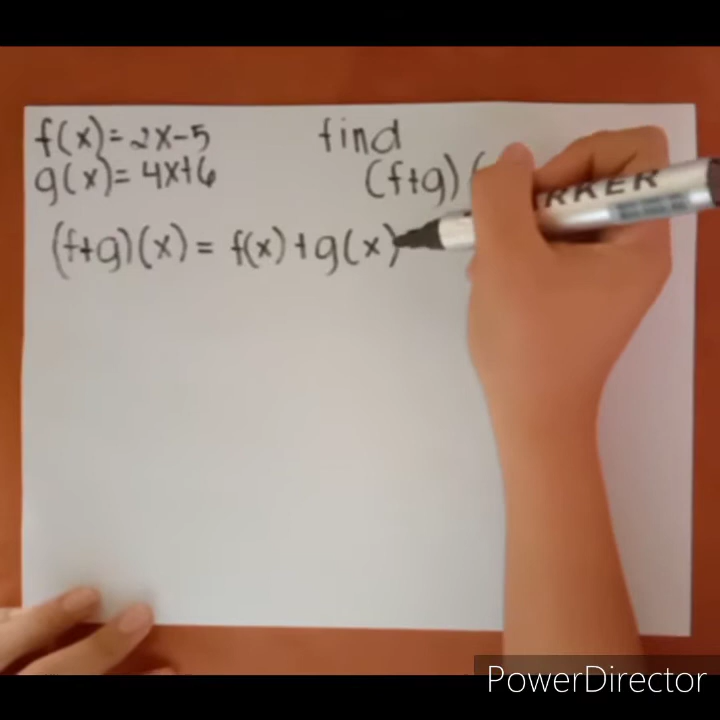 f(x)=2x-5
g(x)=4x+6
find
(f+g)(
(f+g)(x) = f(x)+g(x)
RKER
PowerDirector